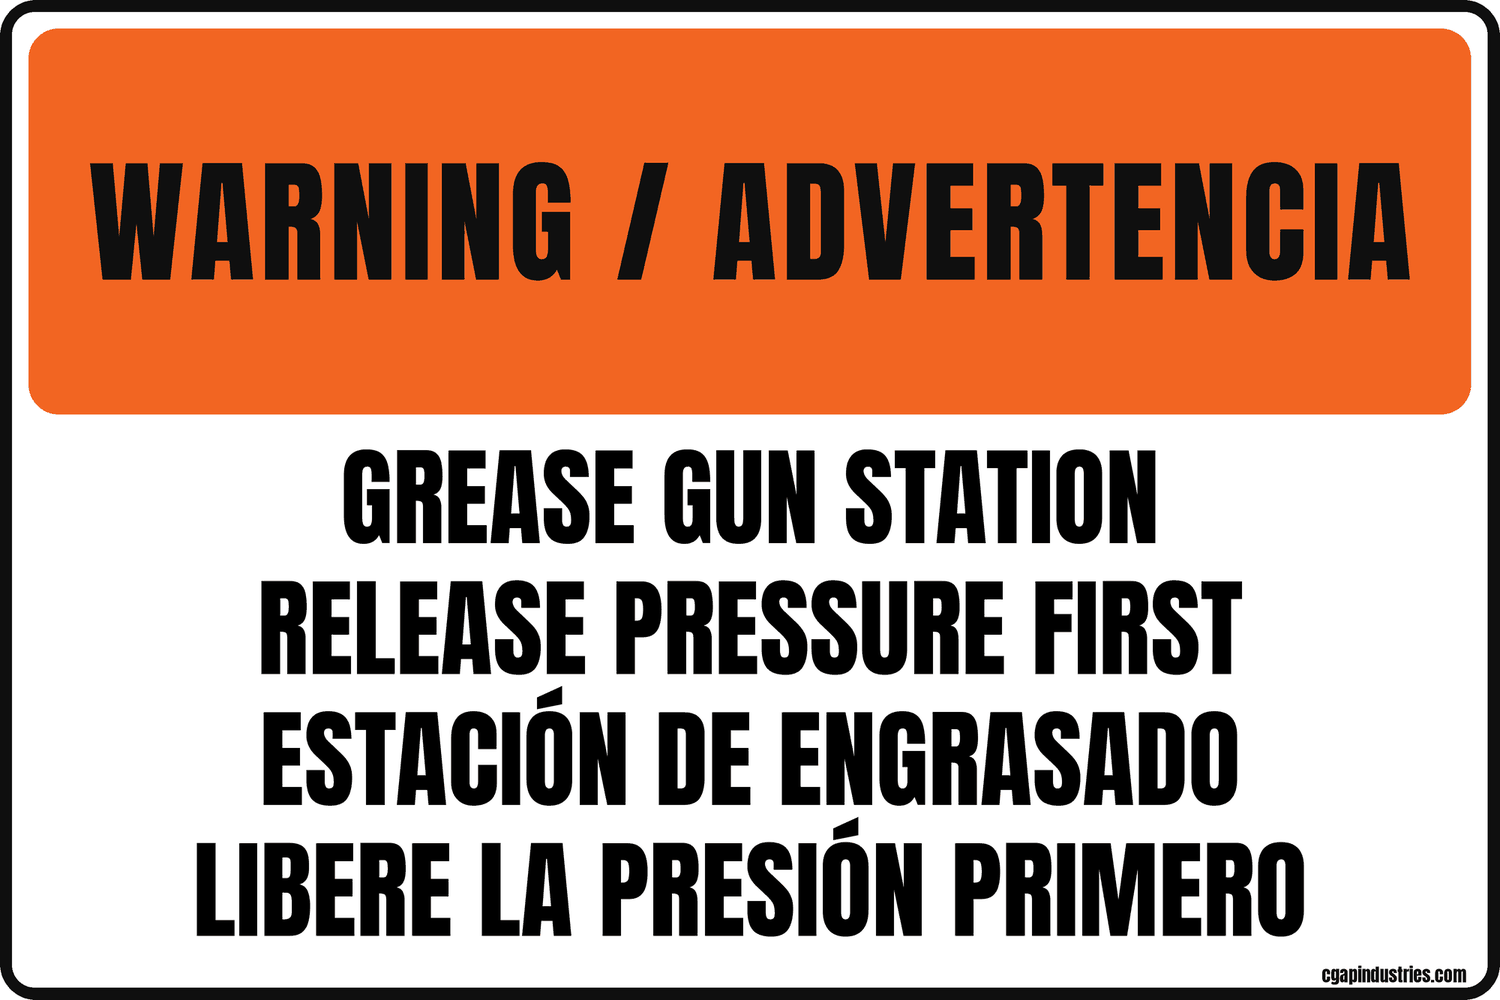 WARNING / ADVERTENCIA
GREASE GUN STATION
RELEASE PRESSURE FIRST
ESTACIÓN DE ENGRASADO
LIBERE LA PRESIÓN PRIMERO
cgapindustries.com